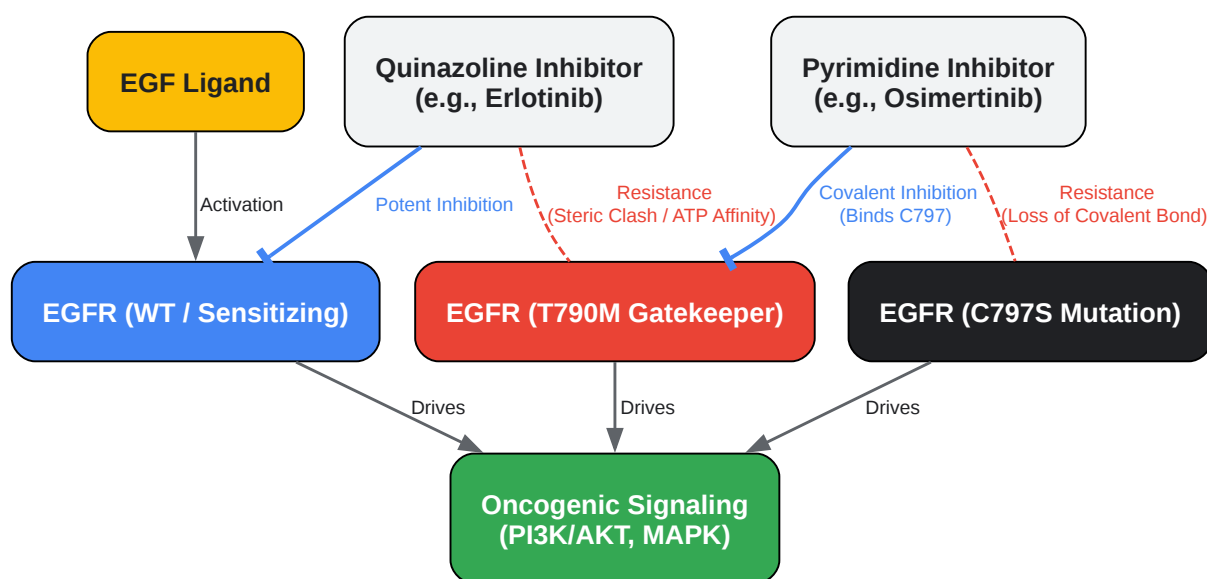 EGF Ligand
Quinazoline Inhibitor
(e.g., Erlotinib)
Pyrimidine Inhibitor
(e.g., Osimertinib)
Activation
Potent Inhibition
Resistance
(Steric Clash / ATP Affinity)
Covalent Inhibition
(Binds C797)
Resistance
(Loss of Covalent Bond)
EGFR (WT / Sensitizing)
EGFR (T790M Gatekeeper)
EGFR (C797S Mutation)
Drives
Drives
Drives
Oncogenic Signaling
(PI3K/AKT, MAPK)